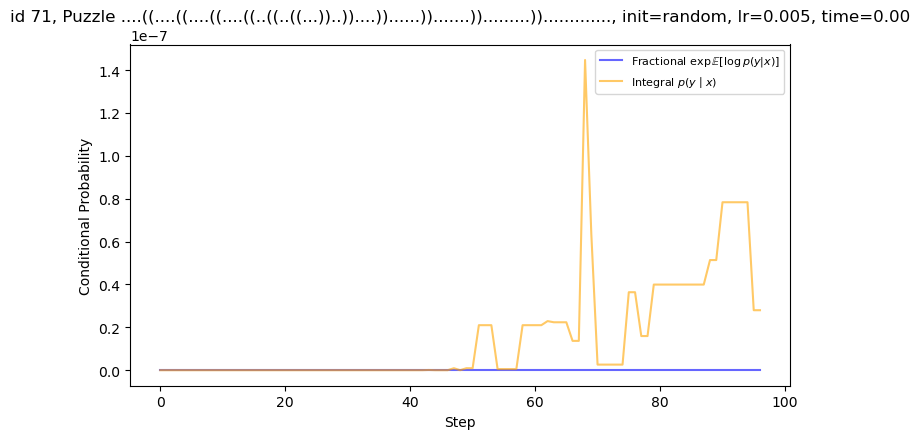 id 71, Puzzle ....((....((....((....((..((..((...))..))....))......)).......)).........))............., init=random, lr=0.005, time=0.00
1e−7
Fractional exp 𝔼[log p(y|x)]
Integral p(y | x)
1.4
1.2
1.0
0.8
0.6
0.4
0.2
0.0
Conditional Probability
0 20 40 60 80 100
Step